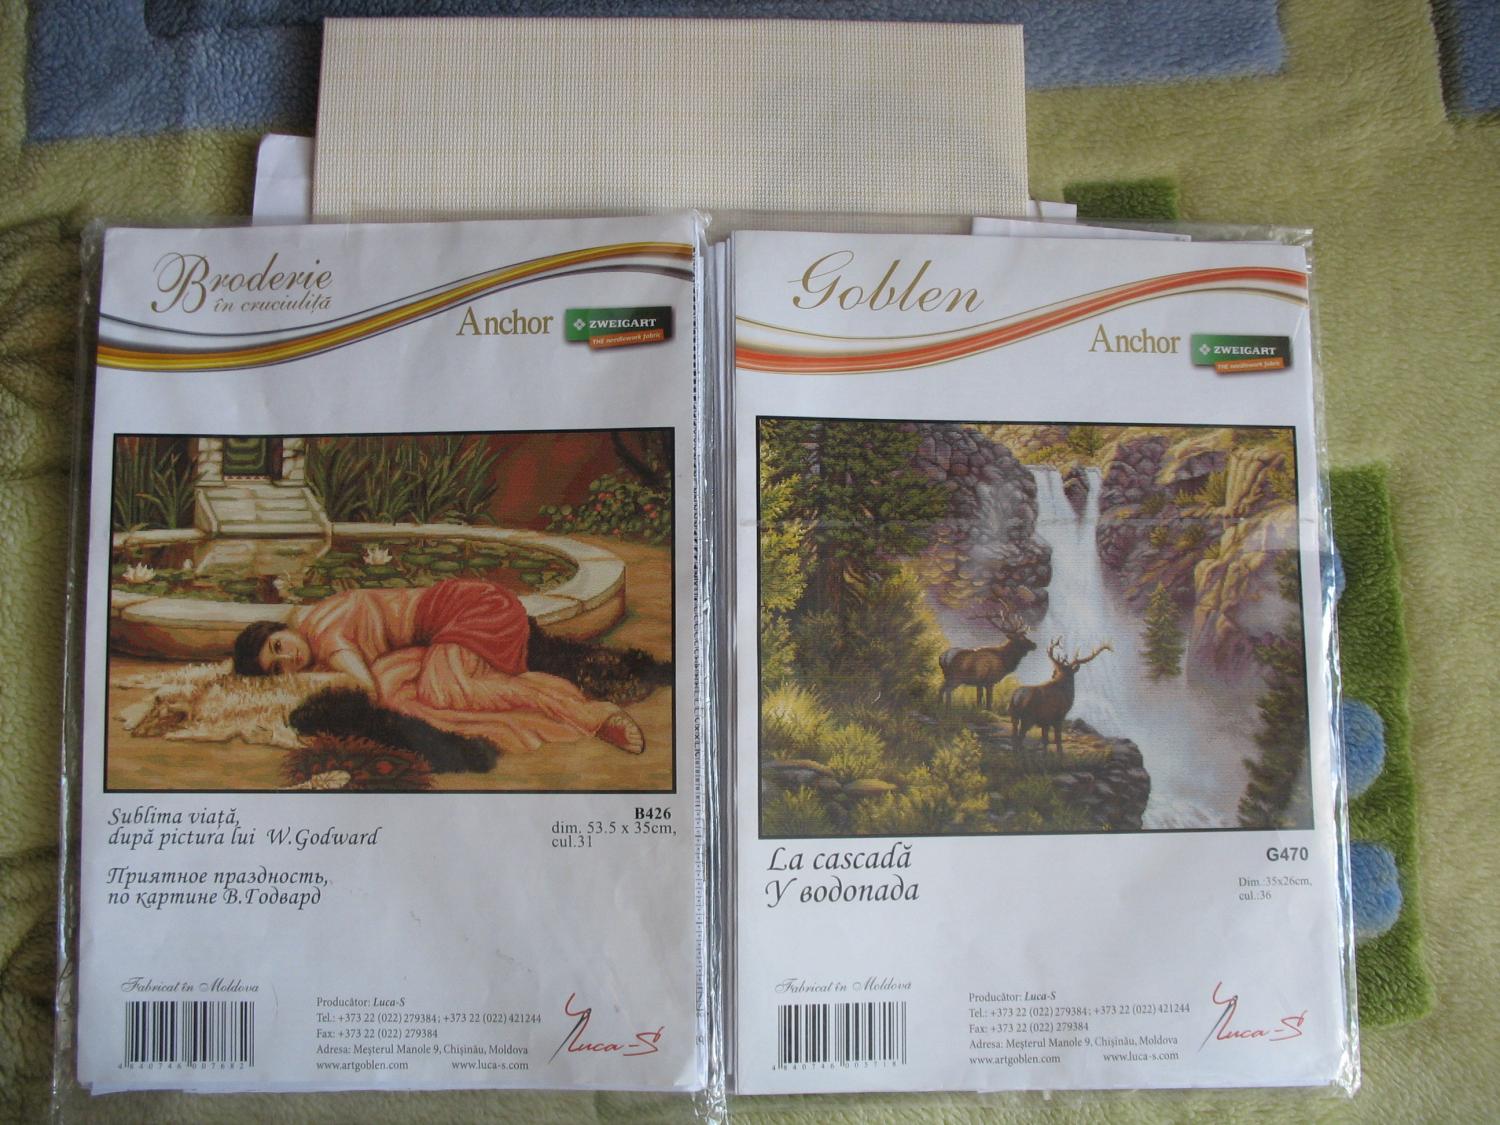 Broderie
în cruciuliță
Anchor
ZWEIGART
THE needlework fabric
Sublima viață,
după pictura lui W.Godward
B426
dim. 53.5 x 35cm,
cul.31
Приятное праздность,
по картине В.Годвард
Fabricat în Moldova
4840746007682
Producător: Luca-S
Tel.: +373 22 (022) 279384; +373 22 (022) 421244
Fax: +373 22 (022) 279384
Adresa: Meșterul Manole 9, Chișinău, Moldova
www.artgoblen.com www.luca-s.com
Luca-S
Goblen
Anchor
ZWEIGART
THE needlework fabric
La cascadă
У водопада
G470
Dim.:35x26cm,
cul.:36
Fabricat în Moldova
Producător: Luca-S
Tel.: +373 22 (022) 279384; +373 22 (022) 421244
Fax: +373 22 (022) 279384
Adresa: Meșterul Manole 9, Chișinău, Moldova
www.artgoblen.com www.luca-s.com
Luca-S